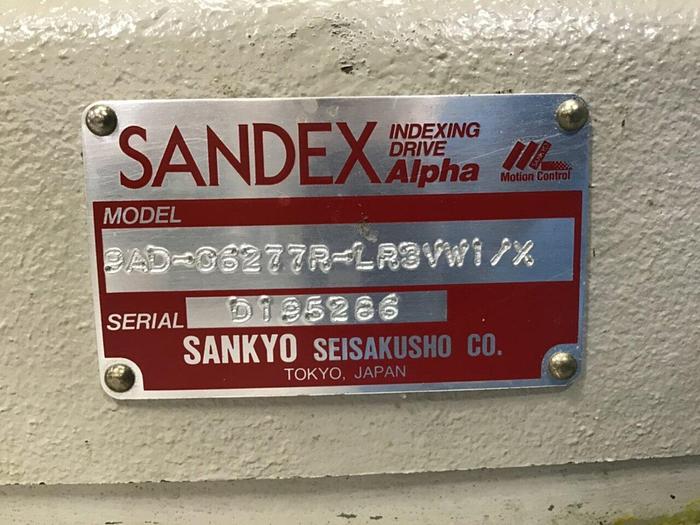 SANDEX INDEXING DRIVE Alpha
Motion Control
MODEL
9AD-06277R-LR3VW1/X
SERIAL D195286
SANKYO SEISAKUSHO CO.
TOKYO, JAPAN